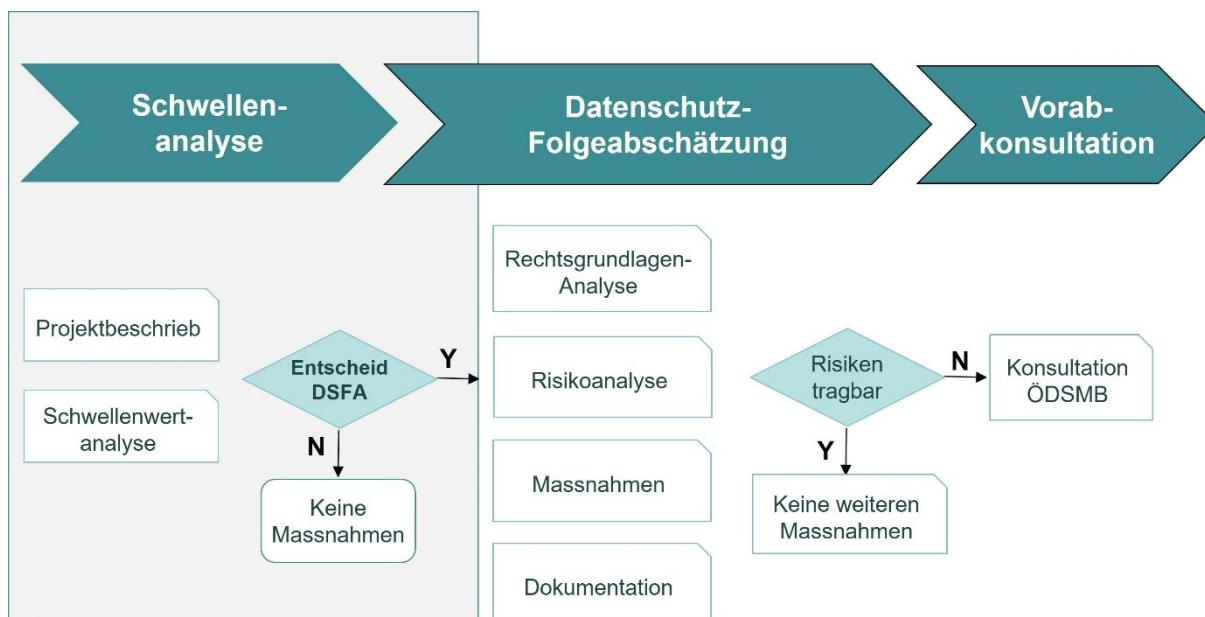 Schwellen-
analyse
Datenschutz-
Folgeabschätzung
Vorab-
konsultation
Projektbeschrieb
Schwellenwert-
analyse
Entscheid
DSFA
Y
N
Keine
Massnahmen
Rechtsgrundlagen-
Analyse
Risikoanalyse
Massnahmen
Dokumentation
Risiken
tragbar
N
Konsultation
ÖDSMB
Y
Keine weiteren
Massnahmen